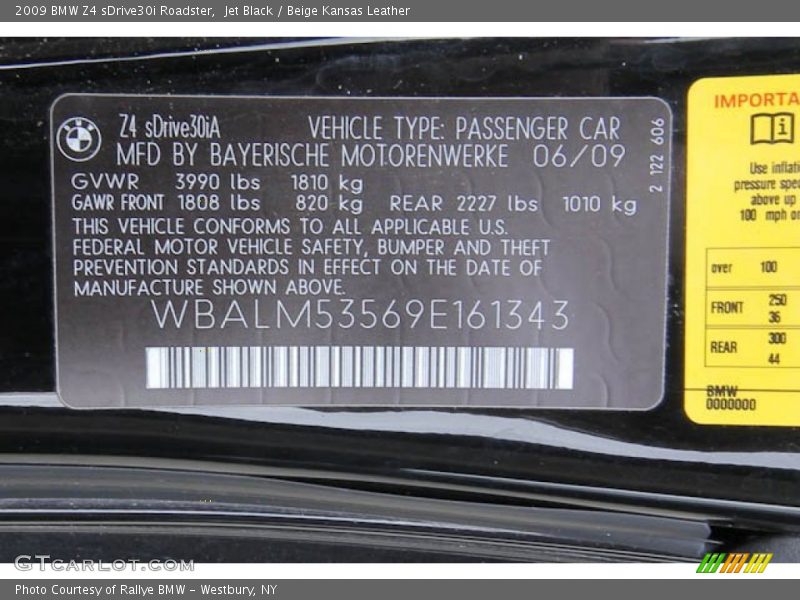 2009 BMW Z4 sDrive30i Roadster, Jet Black / Beige Kansas Leather
BMW
Z4 sDrive30iA VEHICLE TYPE: PASSENGER CAR
MFD BY BAYERISCHE MOTORENWERKE 06/09
GVWR 3990 lbs 1810 kg
GAWR FRONT 1808 lbs 820 kg REAR 2227 lbs 1010 kg
THIS VEHICLE CONFORMS TO ALL APPLICABLE U.S.
FEDERAL MOTOR VEHICLE SAFETY, BUMPER AND THEFT
PREVENTION STANDARDS IN EFFECT ON THE DATE OF
MANUFACTURE SHOWN ABOVE.
WBALM53569E161343
2 122 606
IMPORTA
Use inflati
pressure spee
above up
100 mph or
over 100
FRONT 250
36
REAR 300
44
BMW
0000000
GTcarlot.com
Photo Courtesy of Rallye BMW - Westbury, NY